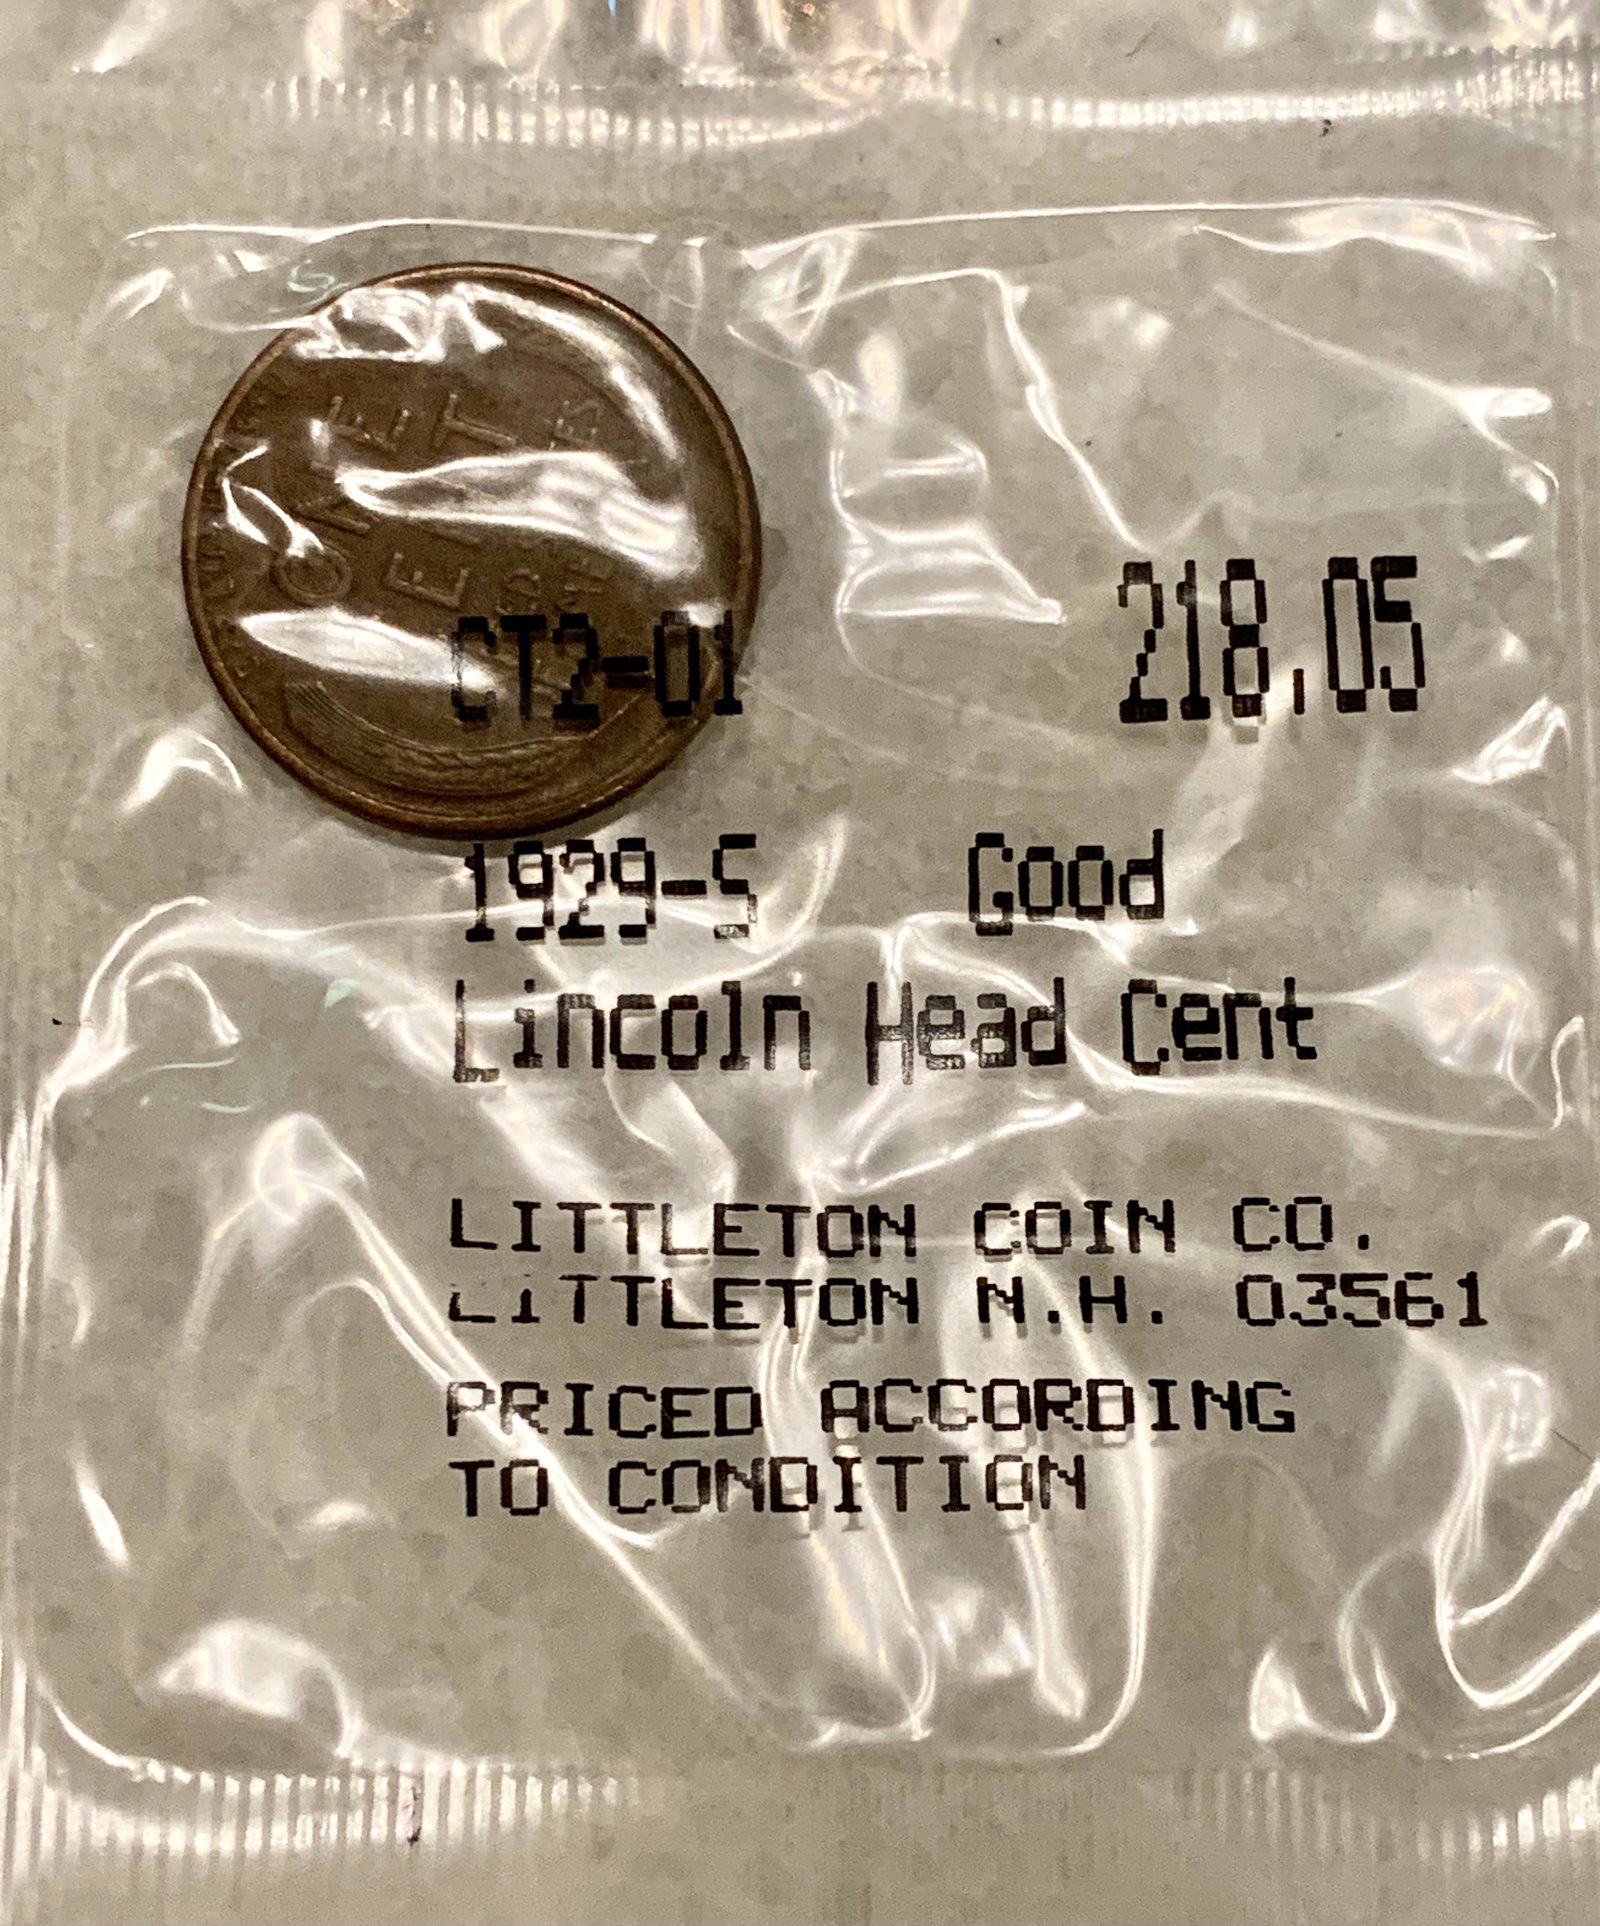 CT2-01 218.05
1929-S Good
Lincoln Head Cent
LITTLETON COIN CO.
LITTLETON N.H. 03561
PRICED ACCORDING
TO CONDITION